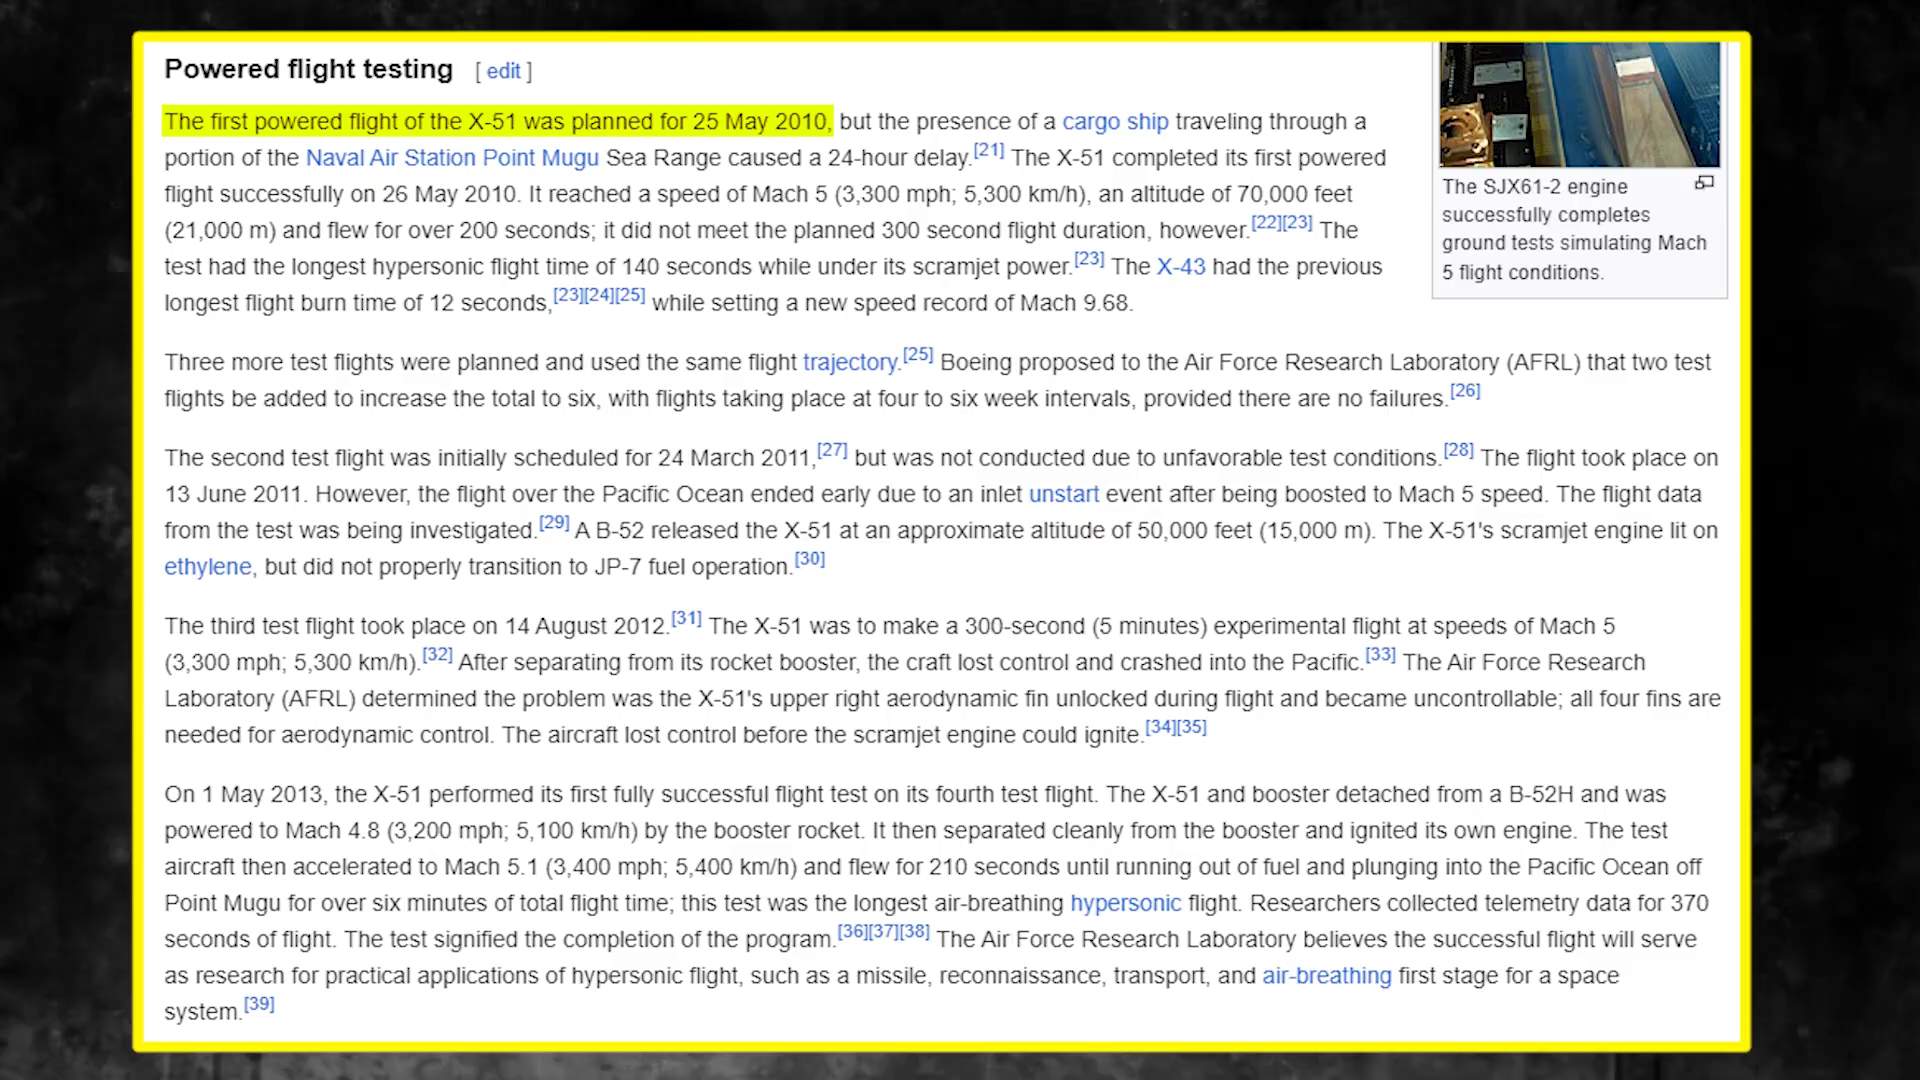 Powered flight testing [ edit ]
The first powered flight of the X-51 was planned for 25 May 2010, but the presence of a cargo ship traveling through a
portion of the Naval Air Station Point Mugu Sea Range caused a 24-hour delay.[21] The X-51 completed its first powered
flight successfully on 26 May 2010. It reached a speed of Mach 5 (3,300 mph; 5,300 km/h), an altitude of 70,000 feet
(21,000 m) and flew for over 200 seconds; it did not meet the planned 300 second flight duration, however.[22][23] The
test had the longest hypersonic flight time of 140 seconds while under its scramjet power.[23] The X-43 had the previous
longest flight burn time of 12 seconds,[23][24][25] while setting a new speed record of Mach 9.68.
The SJX61-2 engine
successfully completes
ground tests simulating Mach
5 flight conditions.
Three more test flights were planned and used the same flight trajectory.[25] Boeing proposed to the Air Force Research Laboratory (AFRL) that two test
flights be added to increase the total to six, with flights taking place at four to six week intervals, provided there are no failures.[26]
The second test flight was initially scheduled for 24 March 2011,[27] but was not conducted due to unfavorable test conditions.[28] The flight took place on
13 June 2011. However, the flight over the Pacific Ocean ended early due to an inlet unstart event after being boosted to Mach 5 speed. The flight data
from the test was being investigated.[29] A B-52 released the X-51 at an approximate altitude of 50,000 feet (15,000 m). The X-51's scramjet engine lit on
ethylene, but did not properly transition to JP-7 fuel operation.[30]
The third test flight took place on 14 August 2012.[31] The X-51 was to make a 300-second (5 minutes) experimental flight at speeds of Mach 5
(3,300 mph; 5,300 km/h).[32] After separating from its rocket booster, the craft lost control and crashed into the Pacific.[33] The Air Force Research
Laboratory (AFRL) determined the problem was the X-51's upper right aerodynamic fin unlocked during flight and became uncontrollable; all four fins are
needed for aerodynamic control. The aircraft lost control before the scramjet engine could ignite.[34][35]
On 1 May 2013, the X-51 performed its first fully successful flight test on its fourth test flight. The X-51 and booster detached from a B-52H and was
powered to Mach 4.8 (3,200 mph; 5,100 km/h) by the booster rocket. It then separated cleanly from the booster and ignited its own engine. The test
aircraft then accelerated to Mach 5.1 (3,400 mph; 5,400 km/h) and flew for 210 seconds until running out of fuel and plunging into the Pacific Ocean off
Point Mugu for over six minutes of total flight time; this test was the longest air-breathing hypersonic flight. Researchers collected telemetry data for 370
seconds of flight. The test signified the completion of the program.[36][37][38] The Air Force Research Laboratory believes the successful flight will serve
as research for practical applications of hypersonic flight, such as a missile, reconnaissance, transport, and air-breathing first stage for a space
system.[39]